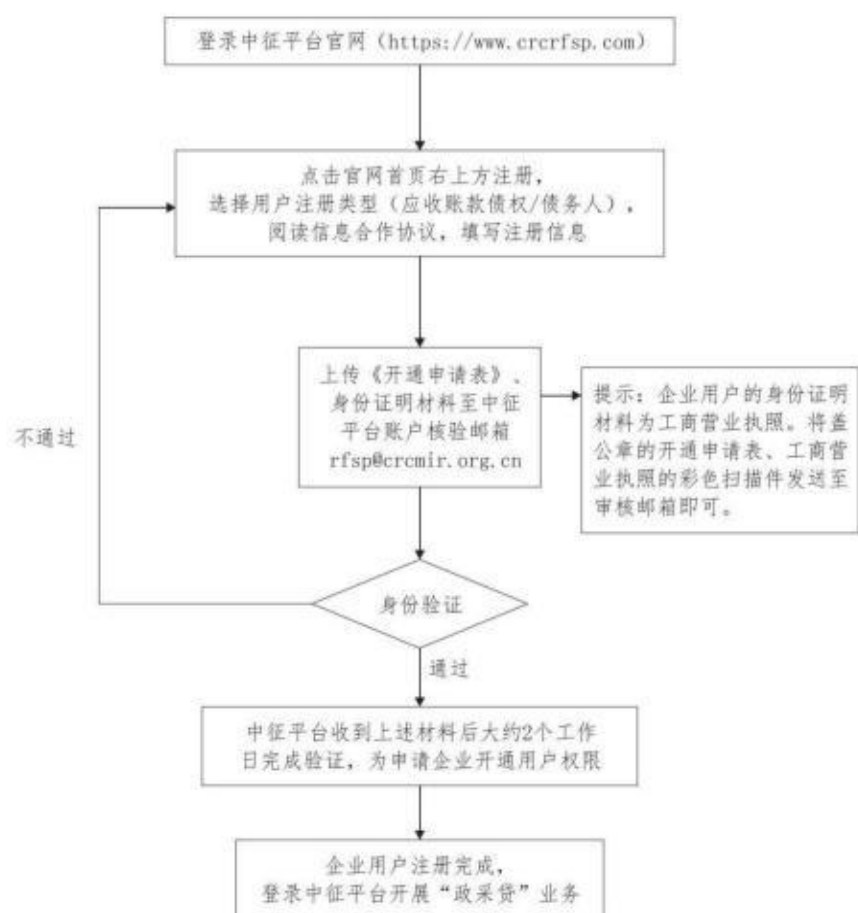 登录中征平台官网（https://www.crcrfsp.com）
点击官网首页右上方注册，
选择用户注册类型（应收账款债权/债务人），
阅读信息合作协议，填写注册信息
上传《开通申请表》、
身份证明材料至中征
平台账户核验邮箱
rfsp@crcmir.org.cn
提示：企业用户的身份证明
材料为工商营业执照。将盖
公章的开通申请表、工商营
业执照的彩色扫描件发送至
审核邮箱即可。
不通过
身份验证
通过
中征平台收到上述材料后大约2个工作
日完成验证，为申请企业开通用户权限
企业用户注册完成，
登录中征平台开展“政采贷”业务